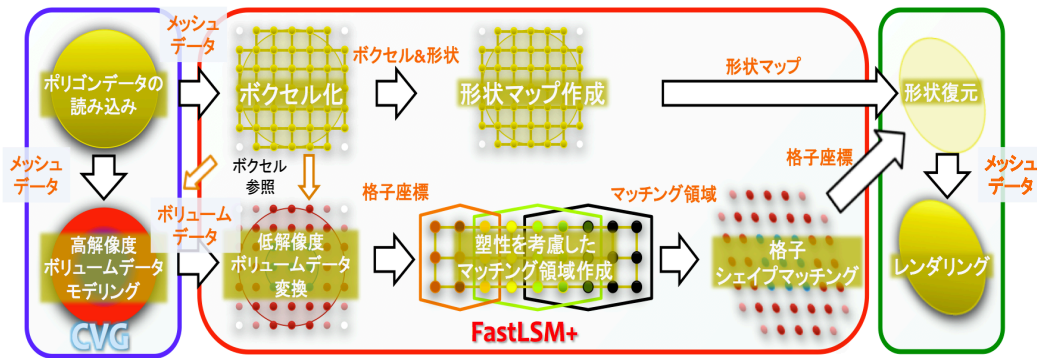 メッシュ
データ
ポリゴンデータの
読み込み
ボクセル化
ボクセル&形状
形状マップ作成
形状マップ
形状復元
メッシュ
データ
ボクセル
参照
格子座標
マッチング領域
格子座標
メッシュ
データ
ボリューム
データ
高解像度
ボリュームデータ
モデリング
低解像度
ボリュームデータ
変換
塑性を考慮した
マッチング領域作成
格子
シェイプマッチング
レンダリング
CVG
FastLSM+